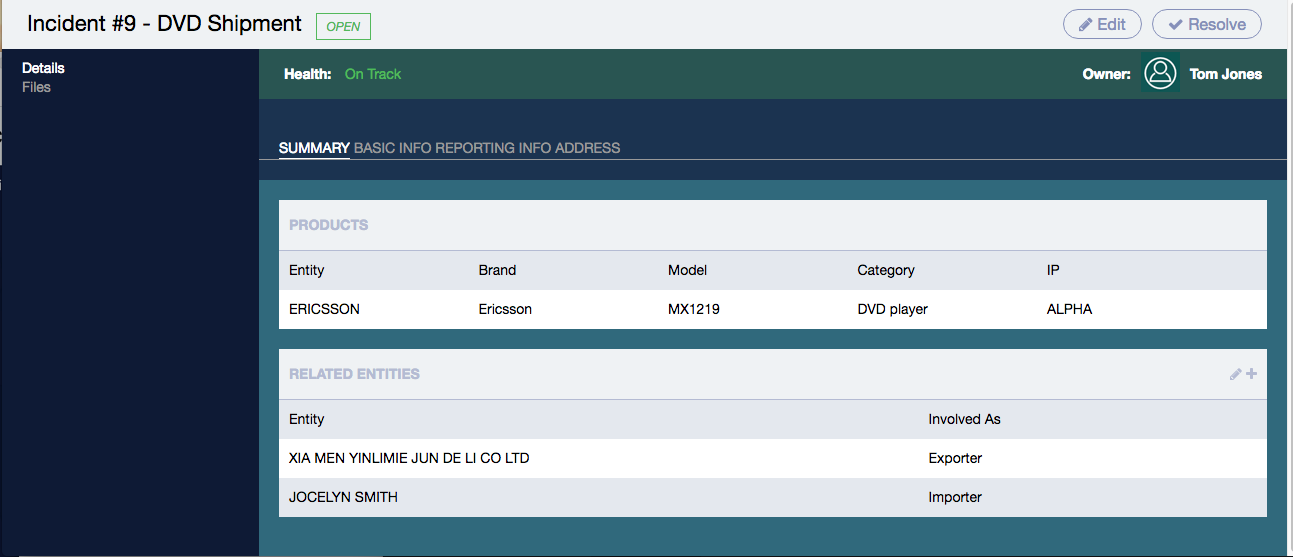 Incident #9 - DVD Shipment OPEN Edit Resolve
Details
Files
Health: On Track Owner: Tom Jones
SUMMARY BASIC INFO REPORTING INFO ADDRESS
PRODUCTS
Entity Brand Model Category IP
ERICSSON Ericsson MX1219 DVD player ALPHA
RELATED ENTITIES
Entity Involved As
XIA MEN YINLIMIE JUN DE LI CO LTD Exporter
JOCELYN SMITH Importer